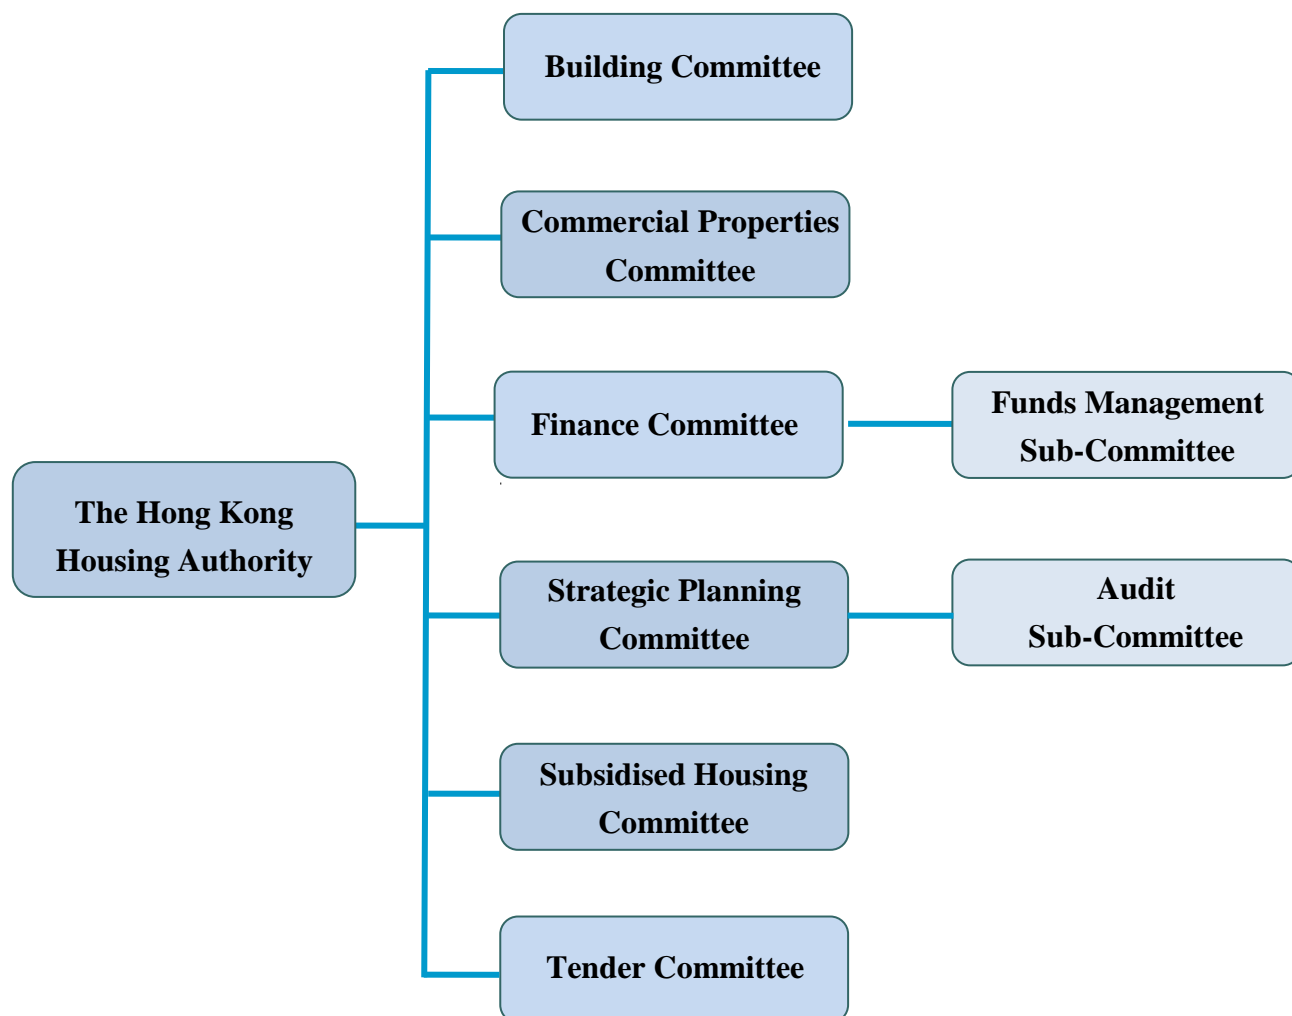 Building Committee
Commercial Properties
Committee
Finance Committee
Funds Management
Sub-Committee
The Hong Kong
Housing Authority
Strategic Planning
Committee
Audit
Sub-Committee
Subsidised Housing
Committee
Tender Committee